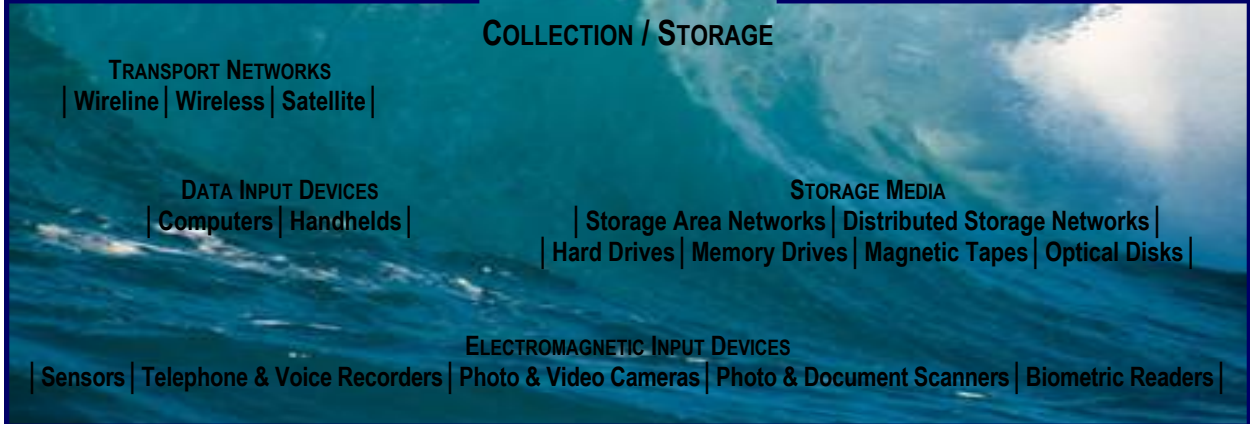 COLLECTION / STORAGE
TRANSPORT NETWORKS
| Wireline | Wireless | Satellite |
DATA INPUT DEVICES
| Computers | Handhelds |
STORAGE MEDIA
| Storage Area Networks | Distributed Storage Networks |
| Hard Drives | Memory Drives | Magnetic Tapes | Optical Disks |
ELECTROMAGNETIC INPUT DEVICES
| Sensors | Telephone & Voice Recorders | Photo & Video Cameras | Photo & Document Scanners | Biometric Readers |